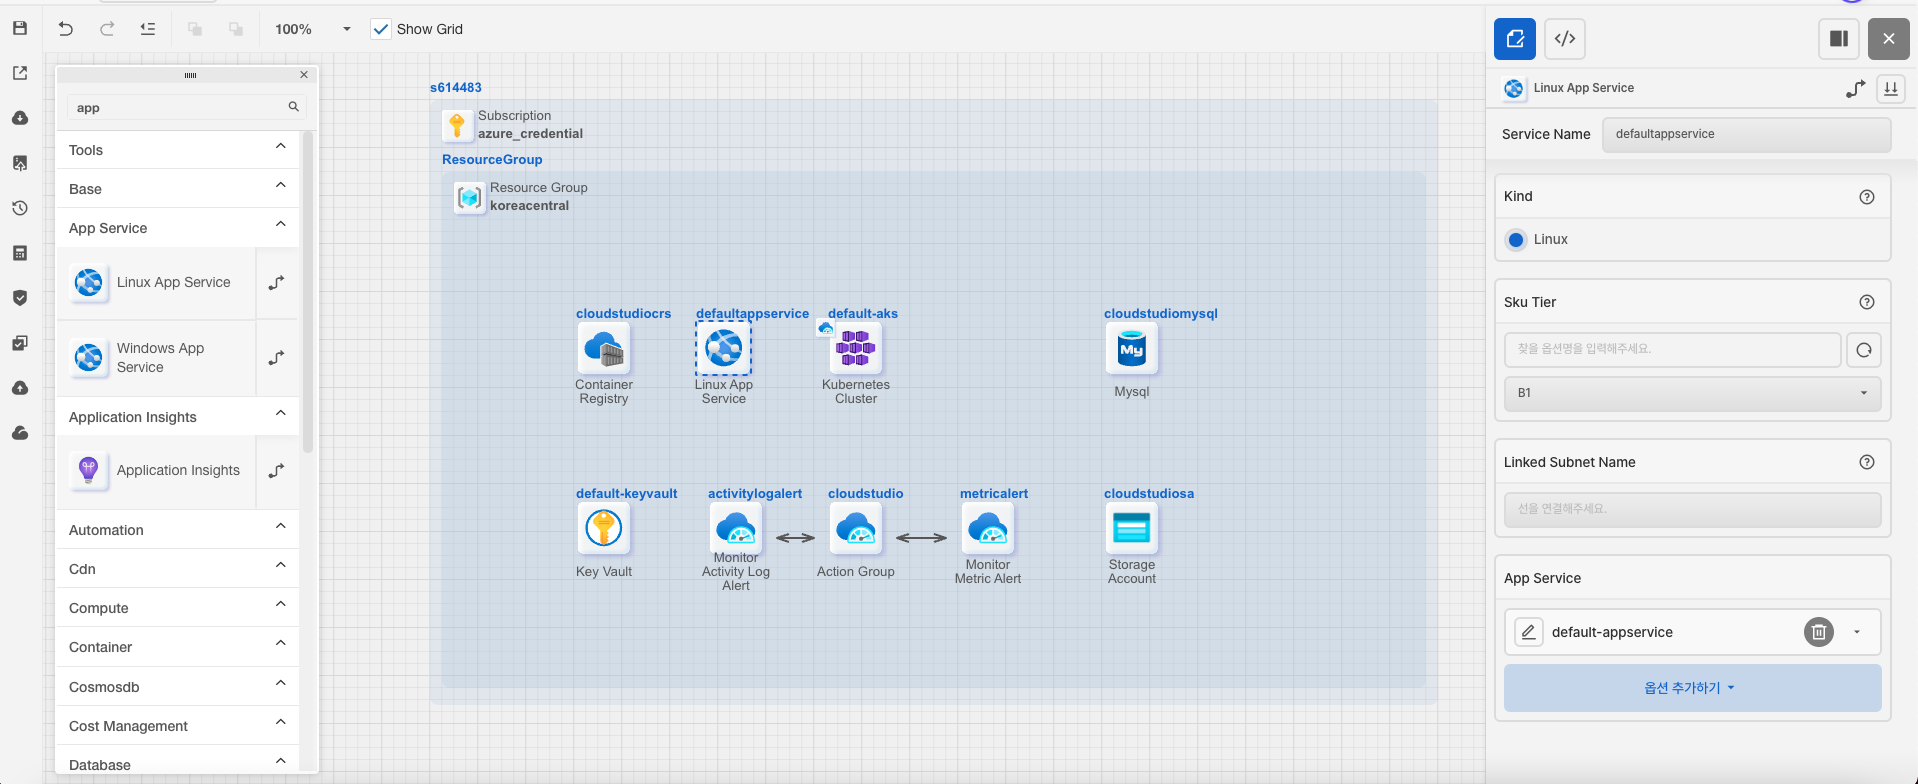 100%
Show Grid
app
Tools
Base
App Service
Linux App Service
Windows App
Service
Application Insights
Application Insights
Automation
Cdn
Compute
Container
Cosmosdb
Cost Management
Database
s614483
Subscription
azure_credential
ResourceGroup
Resource Group
koreacentral
cloudstudiocrs
Container
Registry
defaultappservice
Linux App
Service
default-aks
Kubernetes
Cluster
cloudstudiomysql
My
Mysql
default-keyvault
Key Vault
activitylogalert
Monitor
Activity Log
Alert
cloudstudio
Action Group
metricalert
Monitor
Metric Alert
cloudstudiosa
Storage
Account
Linux App Service
Service Name
defaultappservice
Kind
Linux
Sku Tier
찾을 옵션명을 입력해주세요.
B1
Linked Subnet Name
선을 연결해주세요.
App Service
default-appservice
옵션 추가하기